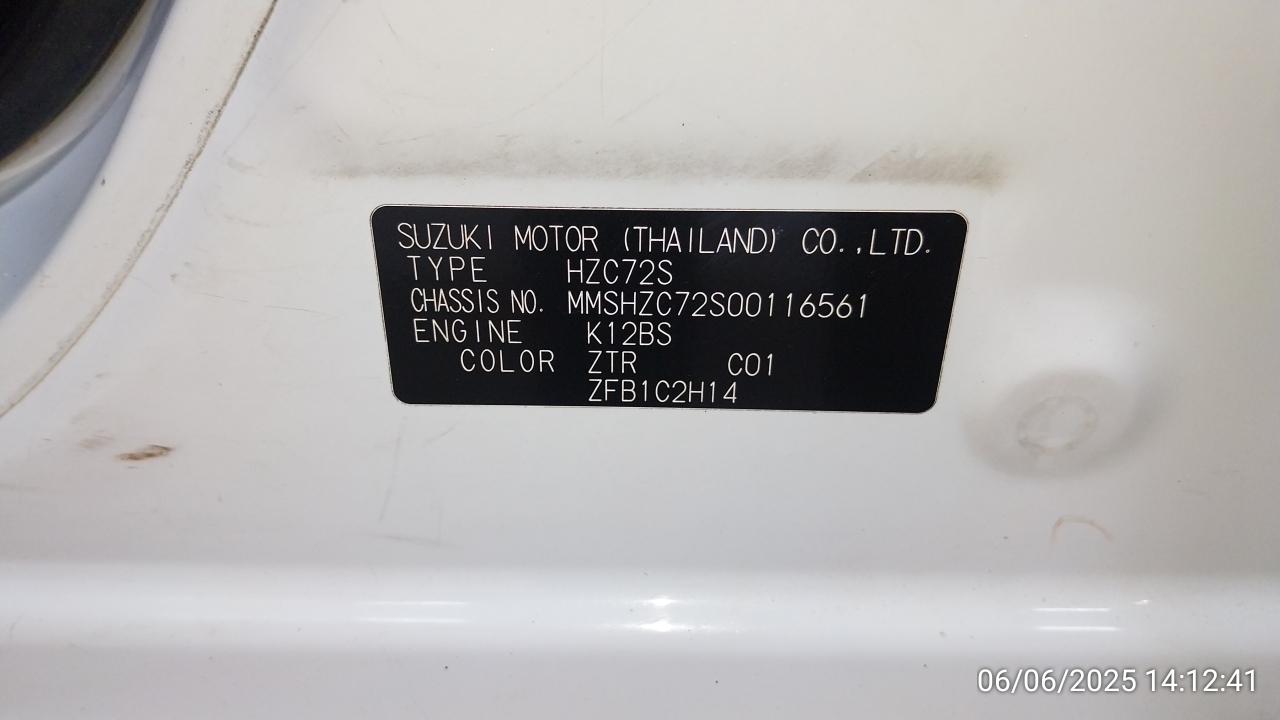 SUZUKI MOTOR (THAILAND) CO.,LTD.
TYPE HZC72S
CHASSIS NO. MMSHZC72S00116561
ENGINE K12BS
COLOR ZTR C01
ZFB1C2H14
06/06/2025 14:12:41